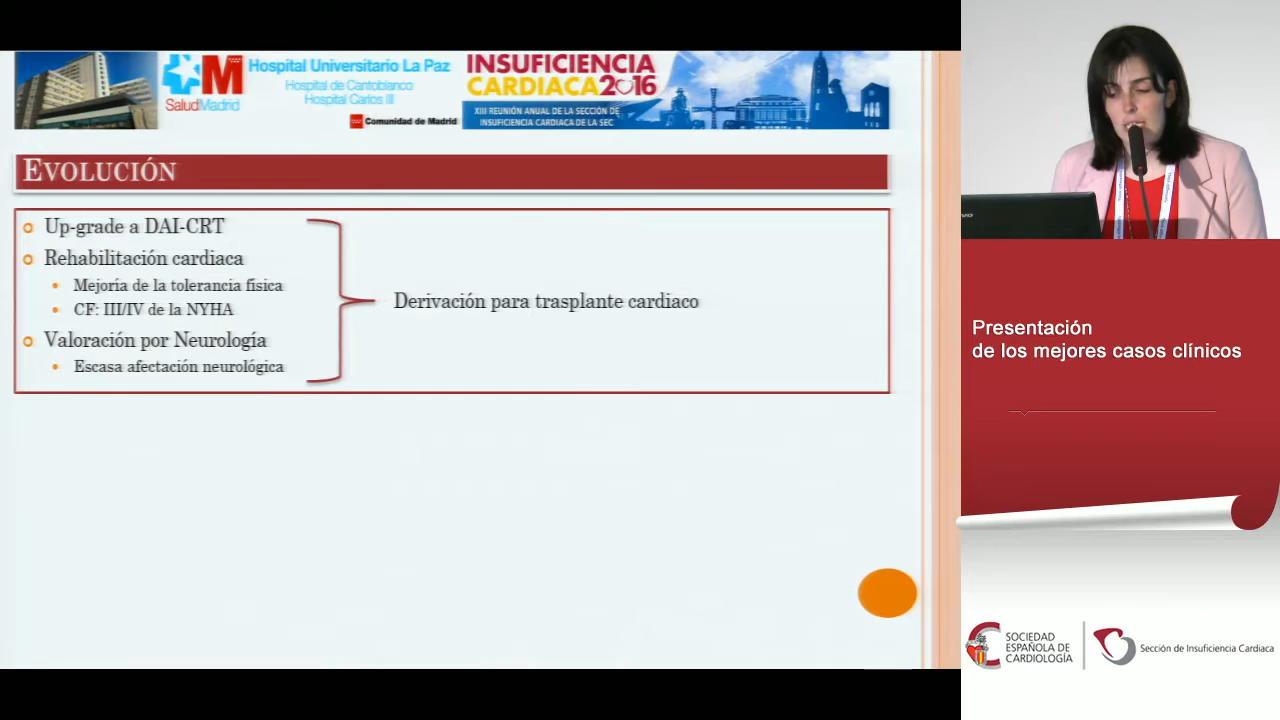 SaludMadrid
Hospital Universitario La Paz
Hospital de Cantoblanco
Hospital Carlos III
Comunidad de Madrid
INSUFICIENCIA
CARDIACA2016
XIII REUNIÓN ANUAL DE LA SECCIÓN DE
INSUFICIENCIA CARDIACA DE LA SEC
EVOLUCIÓN
Up-grade a DAI-CRT
Rehabilitación cardiaca
Mejoría de la tolerancia física
CF: III/IV de la NYHA
Valoración por Neurología
Escasa afectación neurológica
Derivación para trasplante cardiaco
Presentación
de los mejores casos clínicos
SOCIEDAD
ESPAÑOLA DE
CARDIOLOGÍA
Sección de Insuficiencia Cardiaca